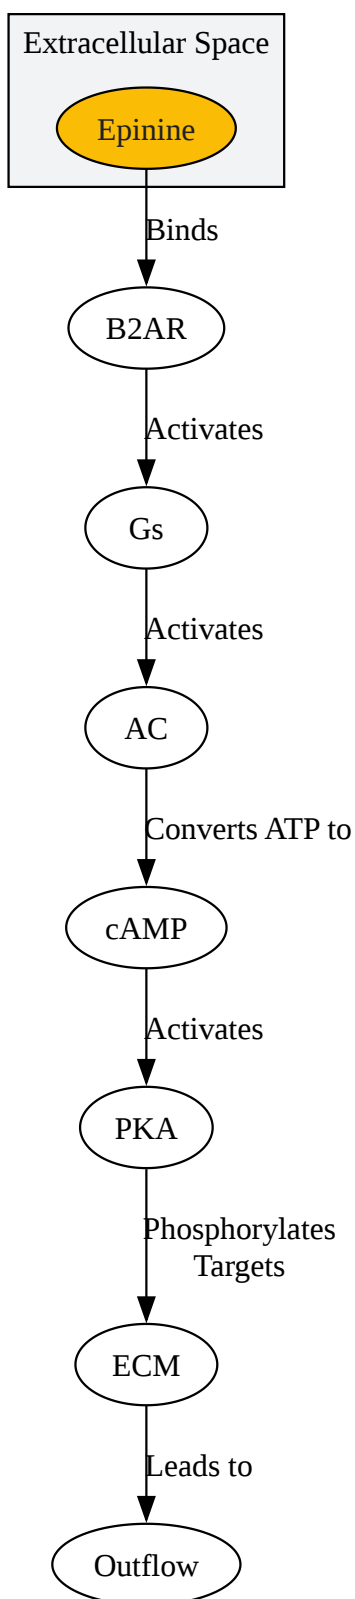 Extracellular Space
Epinine
Binds
B2AR
Activates
Gs
Activates
AC
Converts ATP to
cAMP
Activates
PKA
Phosphorylates
Targets
ECM
Leads to
Outflow